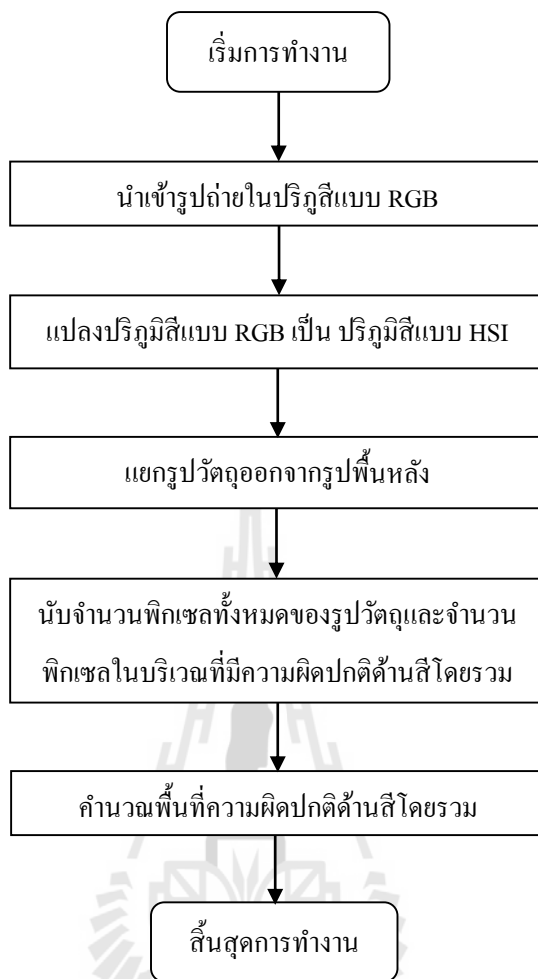 เริ่มการทำงาน
นำเข้ารูปถ่ายในปริภูสีแบบ RGB
แปลงปริภูมิสีแบบ RGB เป็น ปริภูมิสีแบบ HSI
แยกรูปวัตถุออกจากรูปพื้นหลัง
นับจำนวนพิกเซลทั้งหมดของรูปวัตถุและจำนวน
พิกเซลในบริเวณที่มีความผิดปกติด้านสีโดยรวม
คำนวณพื้นที่ความผิดปกติด้านสีโดยรวม
สิ้นสุดการทำงาน